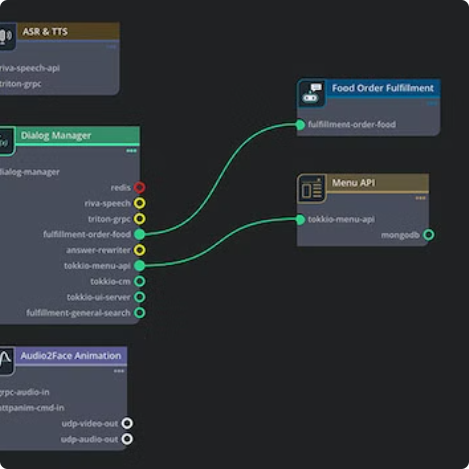 ASR & TTS
riva-speech-api
triton-grpc
Dialog Manager
dialog-manager
redis
riva-speech
triton-grpc
fulfillment-order-food
answer-rewriter
tokkio-menu-api
tokkio-cm
tokkio-ui-server
fulfillment-general-search
Audio2Face Animation
grpc-audio-in
httpanim-cmd-in
udp-video-out
udp-audio-out
Food Order Fulfillment
fulfillment-order-food
Menu API
tokkio-menu-api
mongodb